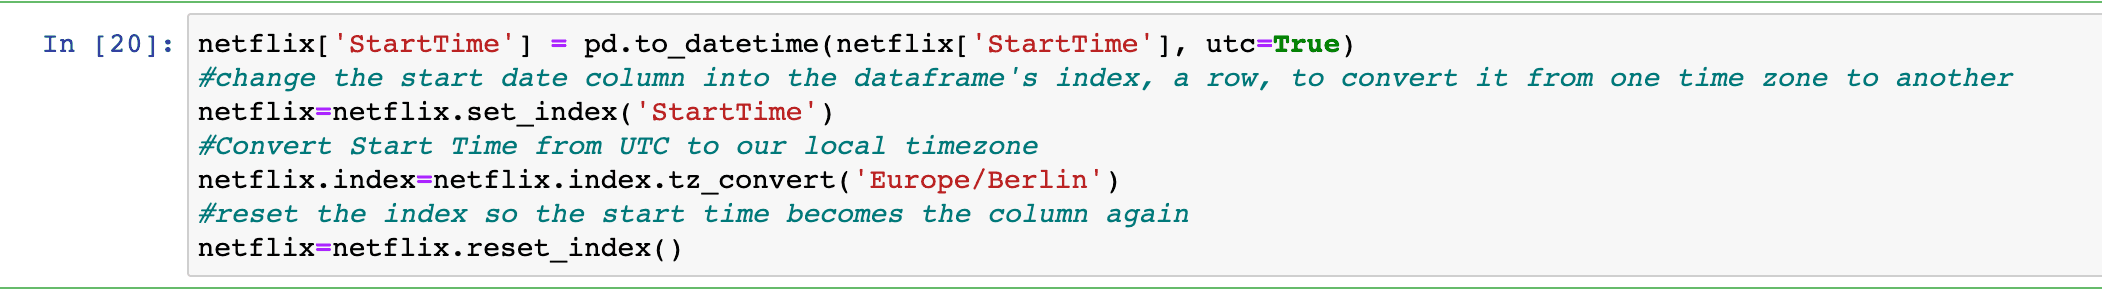 In [20]: netflix['StartTime'] = pd.to_datetime(netflix['StartTime'], utc=True)
#change the start date column into the dataframe's index, a row, to convert it from one time zone to another
netflix=netflix.set_index('StartTime')
#Convert Start Time from UTC to our local timezone
netflix.index=netflix.index.tz_convert('Europe/Berlin')
#reset the index so the start time becomes the column again
netflix=netflix.reset_index()